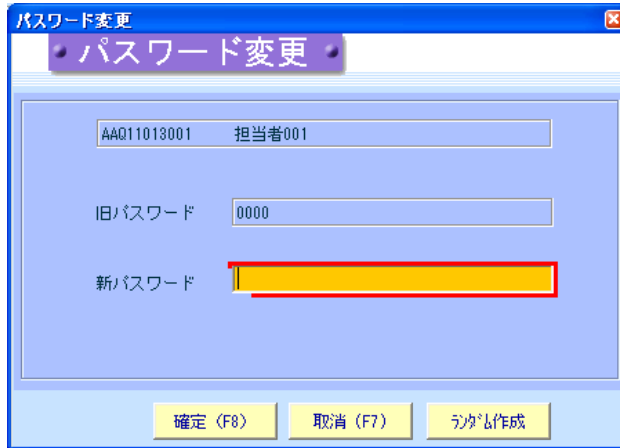 パスワード変更
パスワード変更
AAQ11013001 担当者001
旧パスワード 0000
新パスワード
確定 (F8) 取消 (F7) ﾗﾝﾀﾞﾑ作成